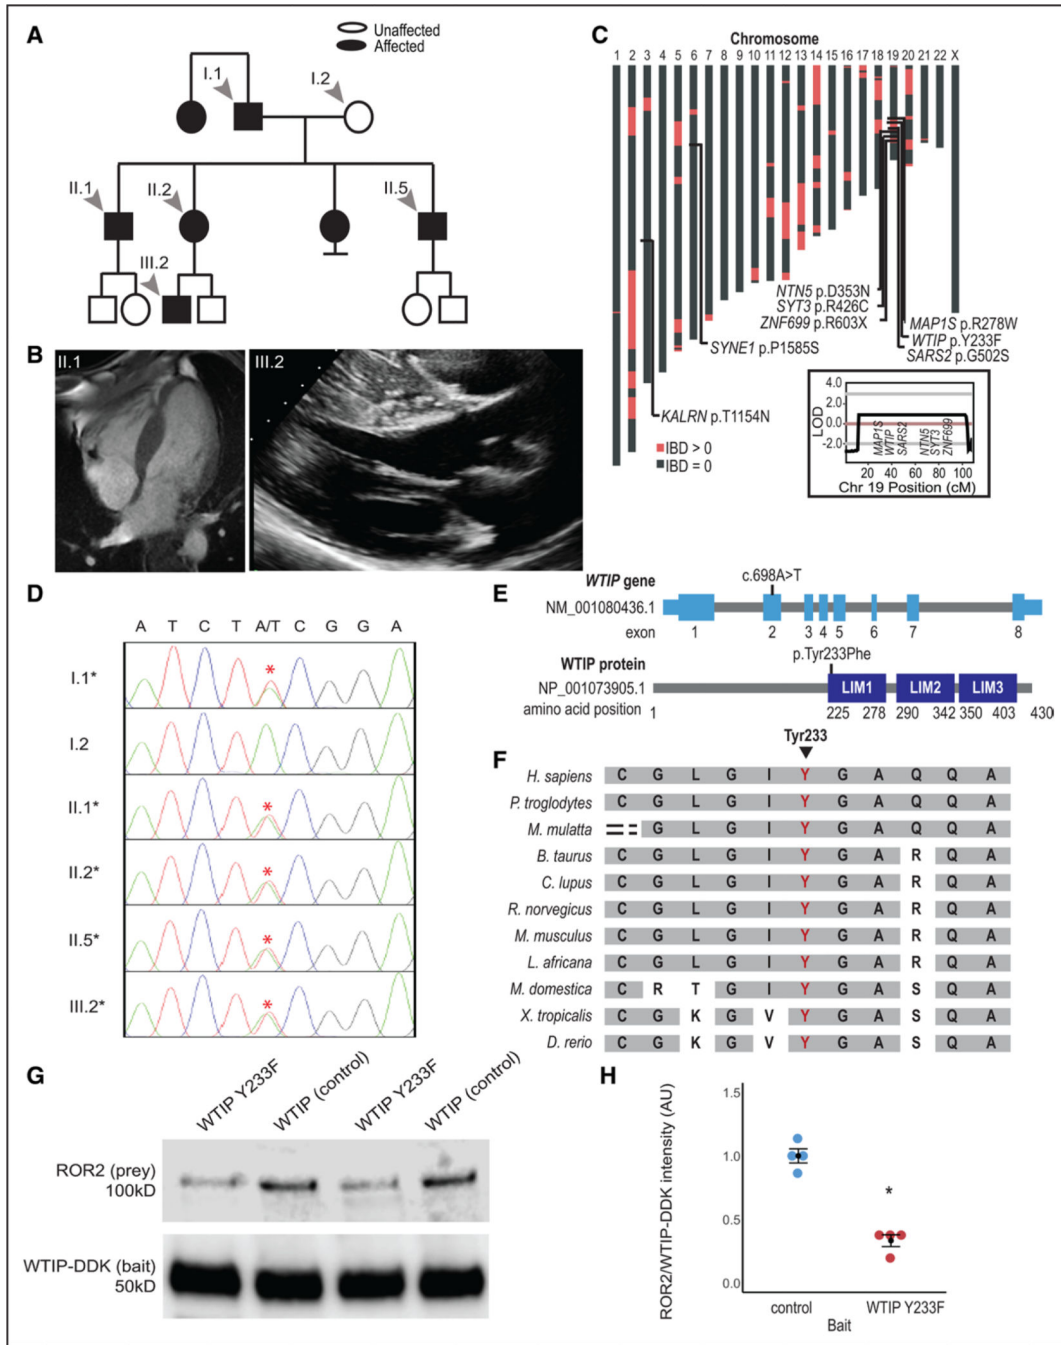 A
Unaffected
Affected
I.1
I.2
II.1
II.2
II.5
III.2
B
II.1
III.2
C
Chromosome
1 2 3 4 5 6 7 8 9 10 11 12 13 14 15 16 17 18 19 20 21 22 X
NTN5 p.D353N
SYT3 p.R426C
ZNF699 p.R603X
MAP1S p.R278W
WTIP p.Y233F
SARS2 p.G502S
SYNE1 p.P1585S
KALRN p.T1154N
IBD > 0
IBD = 0
LOD
4.0
2.0
0.0
-2.0
MAP1S
WTIP
SARS2
NTN5
SYT3
ZNF699
20 40 60 80 100
Chr 19 Position (cM)
D
A T C T A/T C G G A
I.1* *
I.2
II.1* *
II.2* *
II.5* *
III.2* *
E
WTIP gene
c.698A>T
NM_001080436.1
exon 1 2 3 4 5 6 7 8
WTIP protein
p.Tyr233Phe
NP_001073905.1
LIM1 LIM2 LIM3
amino acid position 1 225 278 290 342 350 403 430
F
Tyr233
H. sapiens C G L G I Y G A Q Q A
P. troglodytes C G L G I Y G A Q Q A
M. mulatta G L G I Y G A Q Q A
B. taurus C G L G I Y G A R Q A
C. lupus C G L G I Y G A R Q A
R. norvegicus C G L G I Y G A R Q A
M. musculus C G L G I Y G A R Q A
L. africana C G L G I Y G A R Q A
M. domestica C R T G I Y G A S Q A
X. tropicalis C G K G V Y G A S Q A
D. rerio C G K G V Y G A S Q A
G
WTIP Y233F
WTIP (control)
WTIP Y233F
WTIP (control)
ROR2 (prey)
100kD
WTIP-DDK (bait)
50kD
H
ROR2/WTIP-DDK intensity (AU)
1.5
1.0
0.5
0.0
*
control WTIP Y233F
Bait